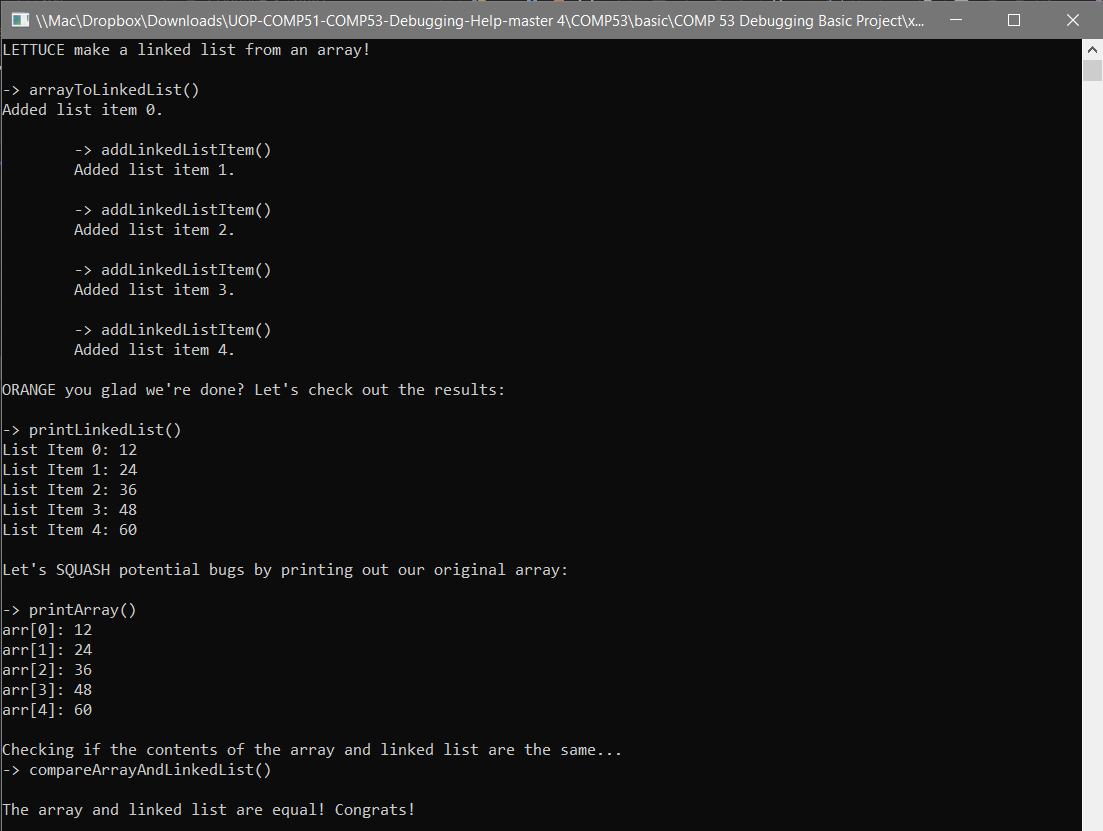 \\Mac\Dropbox\Downloads\UOP-COMP51-COMP53-Debugging-Help-master 4\COMP53\basic\COMP 53 Debugging Basic Project\x...
LETTUCE make a linked list from an array!
-> arrayToLinkedList()
Added list item 0.
-> addLinkedListItem()
Added list item 1.
-> addLinkedListItem()
Added list item 2.
-> addLinkedListItem()
Added list item 3.
-> addLinkedListItem()
Added list item 4.
ORANGE you glad we're done? Let's check out the results:
-> printLinkedList()
List Item 0: 12
List Item 1: 24
List Item 2: 36
List Item 3: 48
List Item 4: 60
Let's SQUASH potential bugs by printing out our original array:
-> printArray()
arr[0]: 12
arr[1]: 24
arr[2]: 36
arr[3]: 48
arr[4]: 60
Checking if the contents of the array and linked list are the same...
-> compareArrayAndLinkedList()
The array and linked list are equal! Congrats!